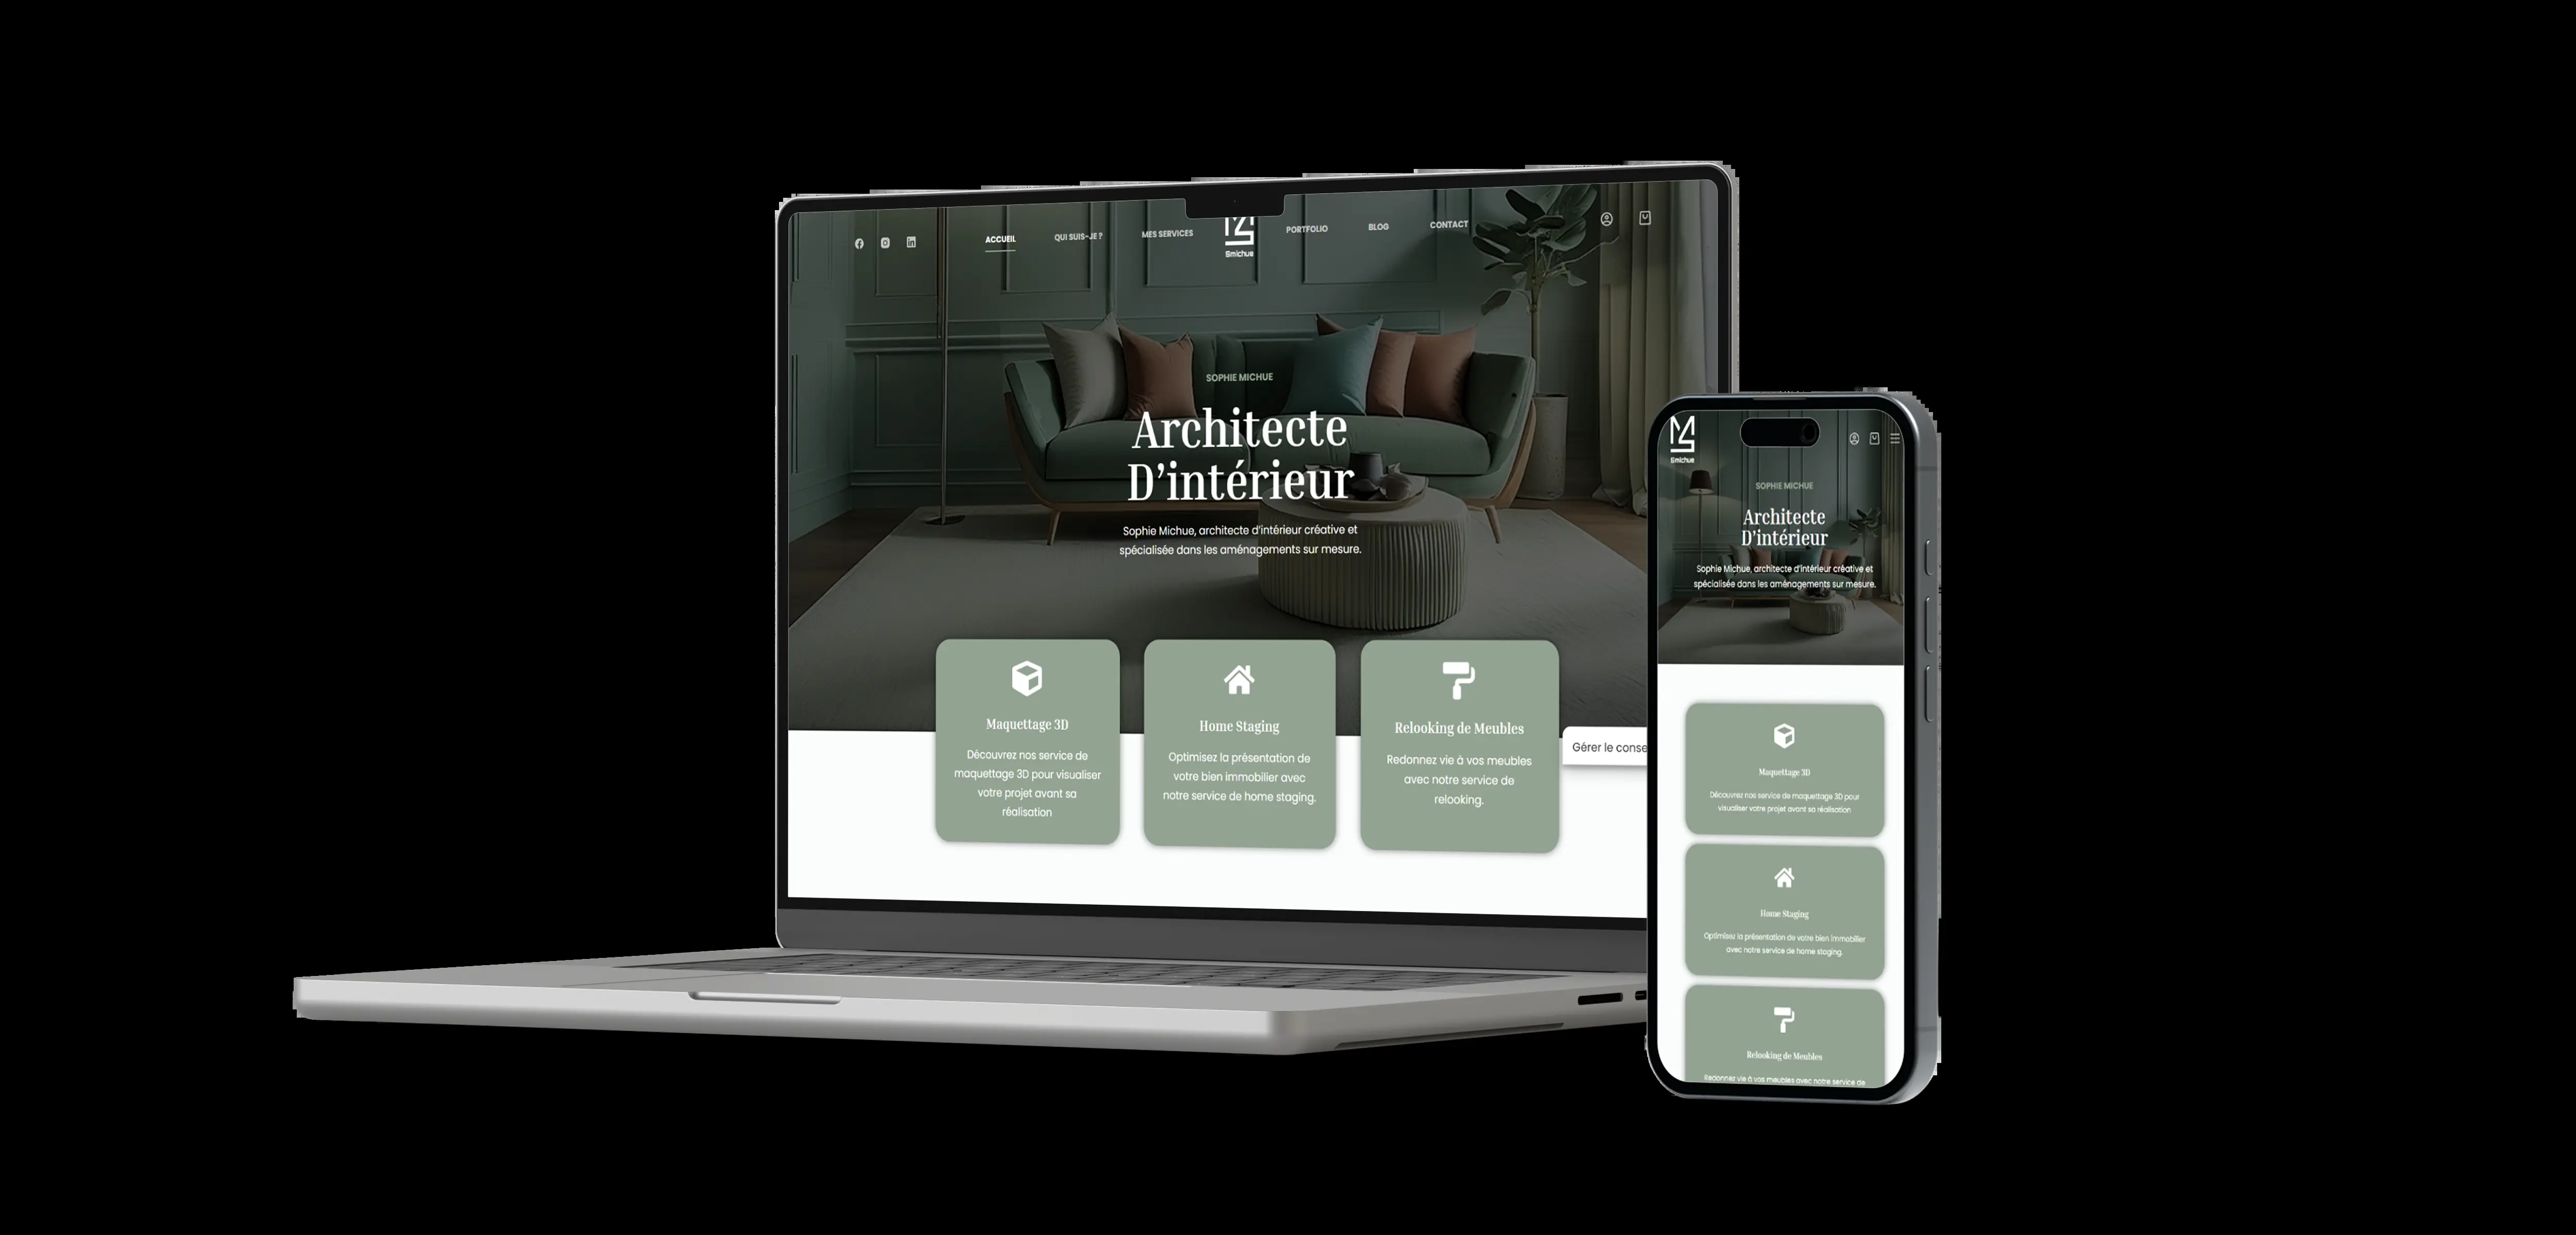 ACCUEIL
QUI SUIS-JE ?
MES SERVICES
Smichue
PORTFOLIO
BLOG
CONTACT
SOPHIE MICHUE
Architecte
D'intérieur
Sophie Michue, architecte d'intérieur créative et
spécialisée dans les aménagements sur mesure.
Maquettage 3D
Découvrez nos service de
maquettage 3D pour visualiser
votre projet avant sa
réalisation
Home Staging
Optimisez la présentation de
votre bien immobilier avec
notre service de home staging.
Relooking de Meubles
Redonnez vie à vos meubles
avec notre service de
relooking.
Gérer le conse
Smichue
SOPHIE MICHUE
Architecte
D'intérieur
Sophie Michue, architecte d'intérieur créative et
spécialisée dans les aménagements sur mesure.
Maquettage 3D
Découvrez nos service de maquettage 3D pour
visualiser votre projet avant sa réalisation
Home Staging
Optimisez la présentation de votre bien immobilier
avec notre service de home staging.
Relooking de Meubles
Redonnez vie à vos meubles avec notre service de